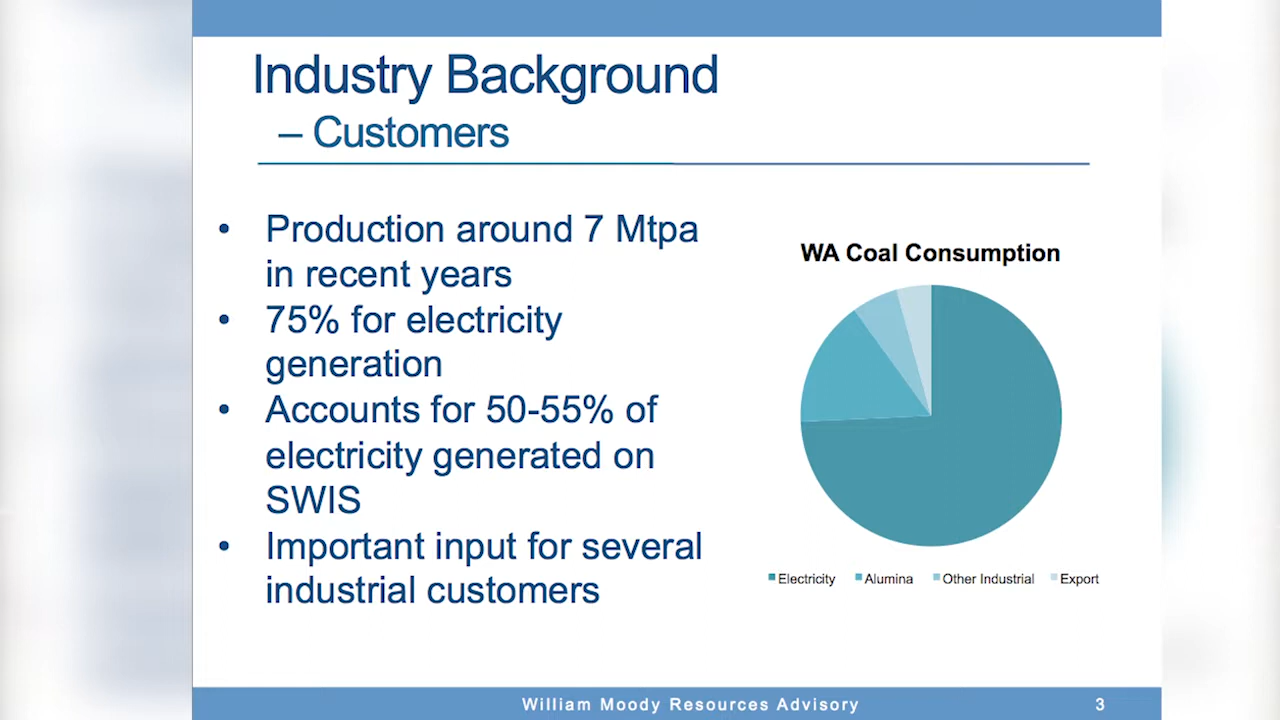 Industry Background
– Customers
• Production around 7 Mtpa
in recent years
• 75% for electricity
generation
• Accounts for 50-55% of
electricity generated on
SWIS
• Important input for several
industrial customers
WA Coal Consumption
Electricity Alumina Other Industrial Export
William Moody Resources Advisory 3